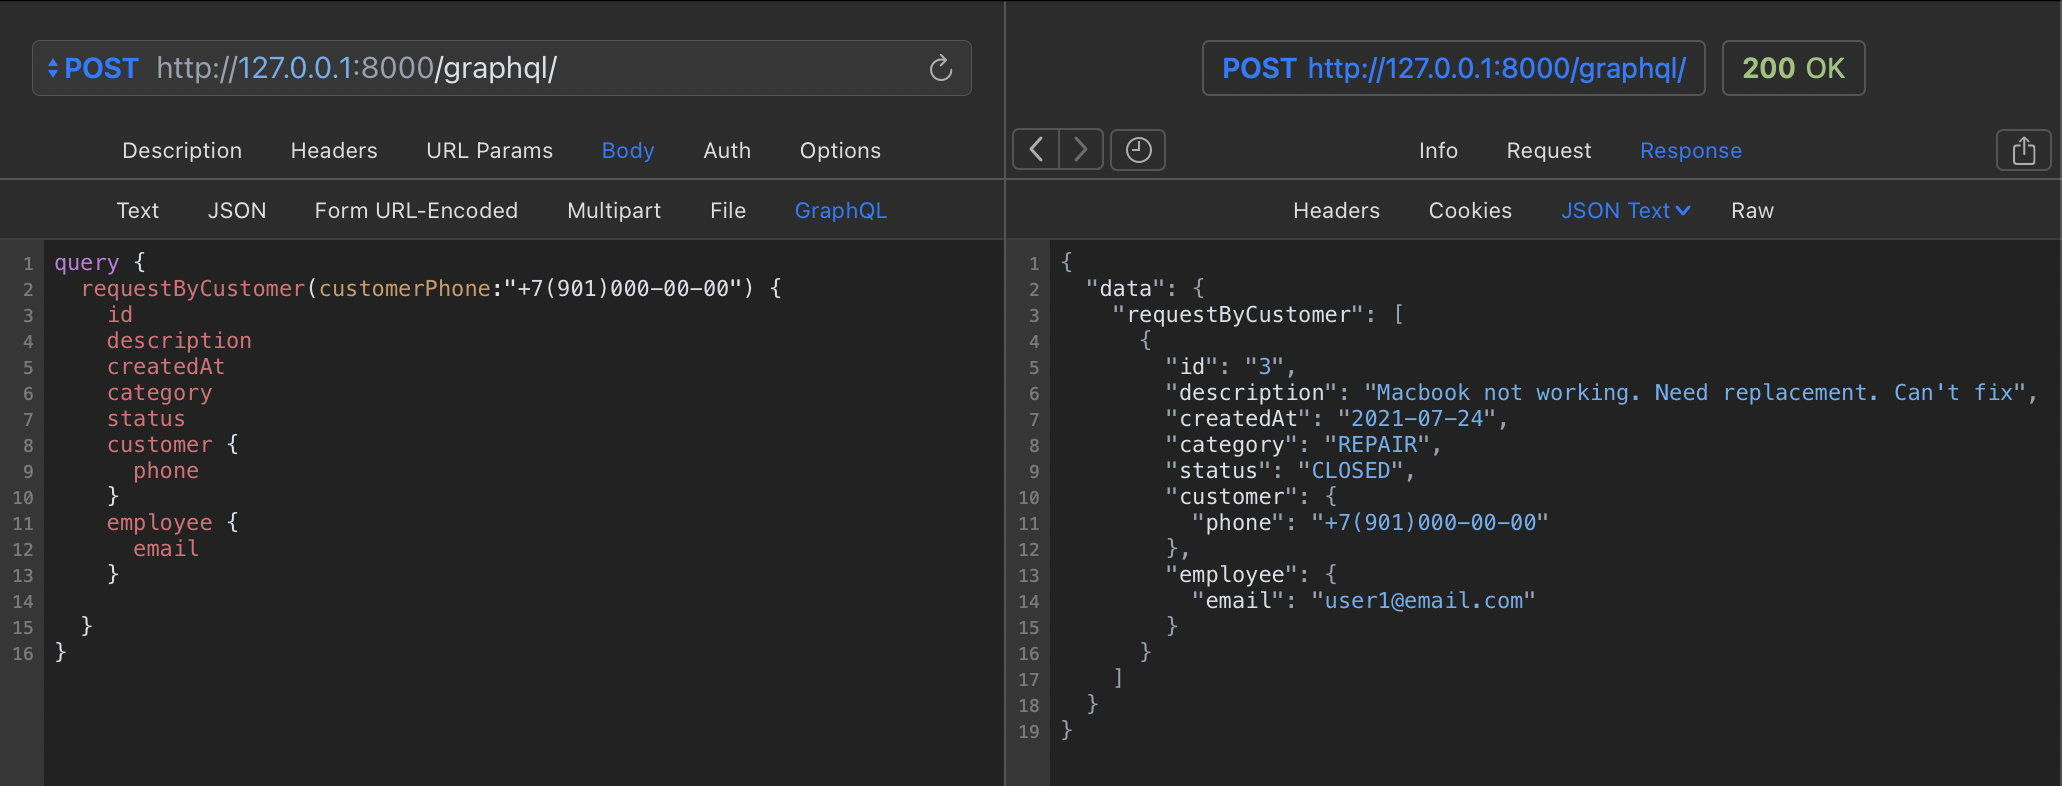 POST http://127.0.0.1:8000/graphql/
Description Headers URL Params Body Auth Options
Text JSON Form URL-Encoded Multipart File GraphQL
1 query {
2 requestByCustomer(customerPhone:"+7(901)000-00-00") {
3 id
4 description
5 createdAt
6 category
7 status
8 customer {
9 phone
10 }
11 employee {
12 email
13 }
14
15 }
16 }
POST http://127.0.0.1:8000/graphql/ 200 OK
Info Request Response
Headers Cookies JSON Text Raw
1 {
2 "data": {
3 "requestByCustomer": [
4 {
5 "id": "3",
6 "description": "Macbook not working. Need replacement. Can't fix",
7 "createdAt": "2021-07-24",
8 "category": "REPAIR",
9 "status": "CLOSED",
10 "customer": {
11 "phone": "+7(901)000-00-00"
12 },
13 "employee": {
14 "email": "user1@email.com"
15 }
16 }
17 ]
18 }
19 }